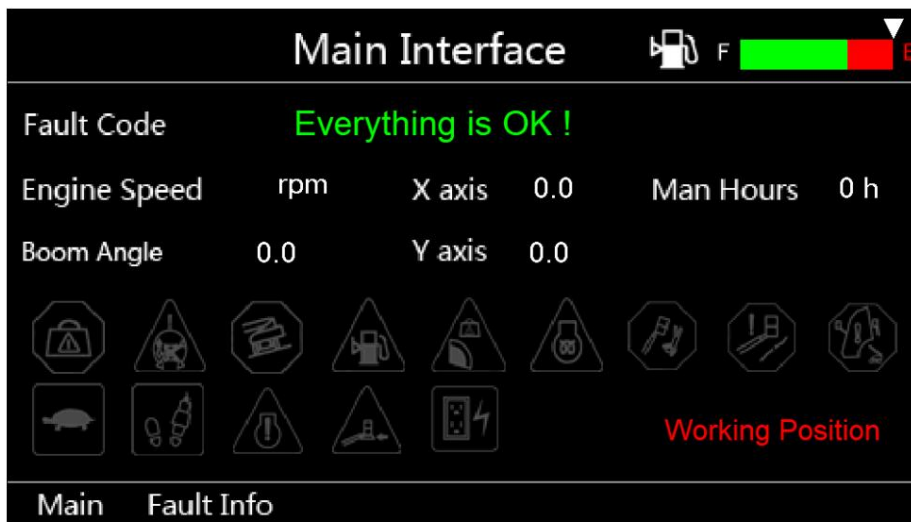 Main Interface F E
Fault Code Everything is OK !
Engine Speed rpm X axis 0.0 Man Hours 0 h
Boom Angle 0.0 Y axis 0.0
Working Position
Main Fault Info